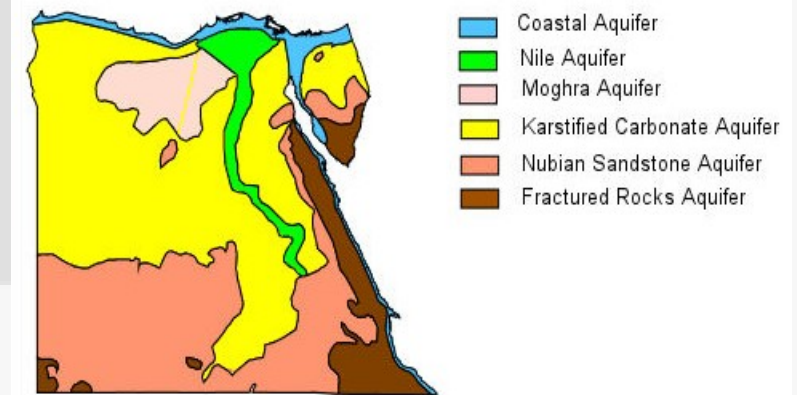 Coastal Aquifer
Nile Aquifer
Moghra Aquifer
Karstified Carbonate Aquifer
Nubian Sandstone Aquifer
Fractured Rocks Aquifer